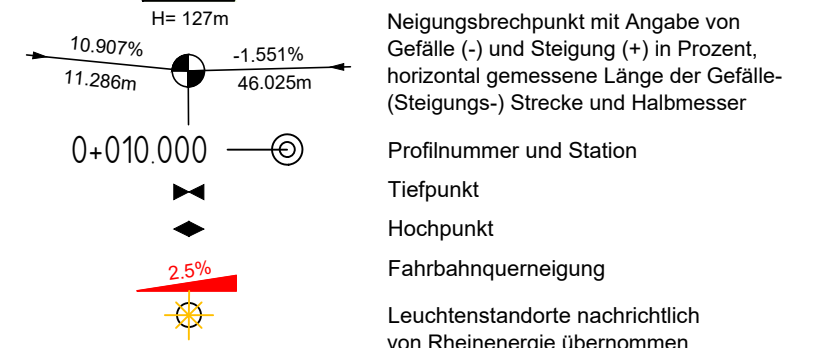 H= 127m
10.907%
-1.551%
11.286m
46.025m
Neigungsbrechpunkt mit Angabe von
Gefälle (-) und Steigung (+) in Prozent,
horizontal gemessene Länge der Gefälle-
(Steigungs-) Strecke und Halbmesser
0+010.000
Profilnummer und Station
Tiefpunkt
Hochpunkt
2.5%
Fahrbahnquerneigung
Leuchtenstandorte nachrichtlich
von Rheinenergie übernommen